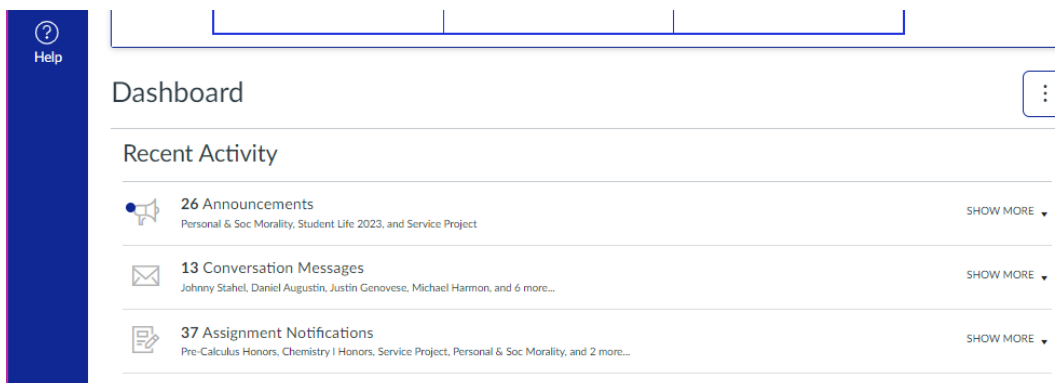 Help
Dashboard
Recent Activity
26 Announcements
Personal & Soc Morality, Student Life 2023, and Service Project
SHOW MORE
13 Conversation Messages
Johnny Stahel, Daniel Augustin, Justin Genovese, Michael Harmon, and 6 more...
SHOW MORE
37 Assignment Notifications
Pre-Calculus Honors, Chemistry I Honors, Service Project, Personal & Soc Morality, and 2 more...
SHOW MORE